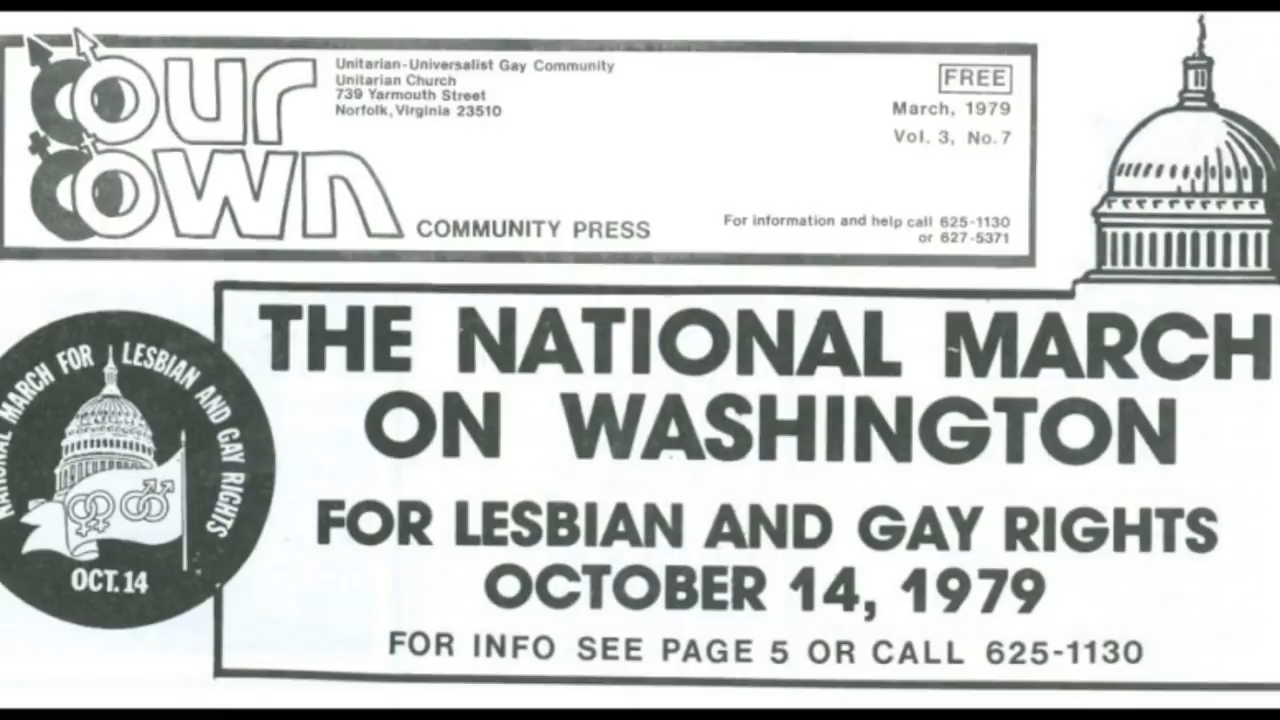 our
own
COMMUNITY PRESS
Unitarian-Universalist Gay Community
Unitarian Church
739 Yarmouth Street
Norfolk, Virginia 23510
FREE
March, 1979
Vol. 3, No. 7
For information and help call 625-1130
or 627-5371
THE NATIONAL MARCH
ON WASHINGTON
FOR LESBIAN AND GAY RIGHTS
OCTOBER 14, 1979
FOR INFO SEE PAGE 5 OR CALL 625-1130
NATIONAL MARCH FOR LESBIAN AND GAY RIGHTS
OCT. 14